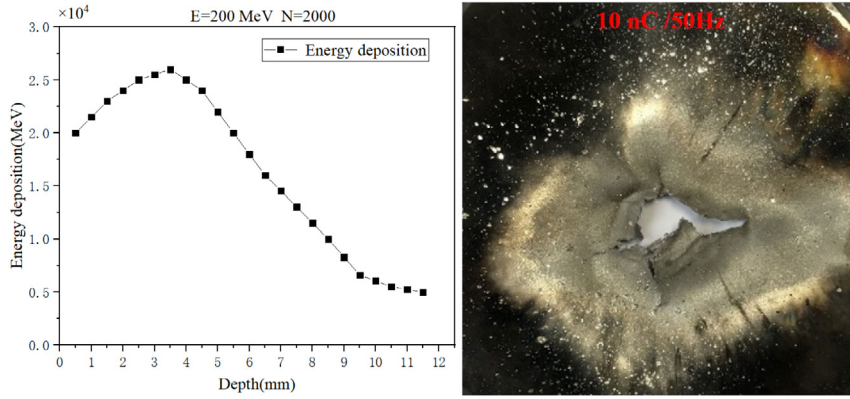 E=200 MeV N=2000
×10⁴
3.0
2.5
2.0
1.5
1.0
0.5
0.0
Energy deposition(MeV)
Energy deposition
0 1 2 3 4 5 6 7 8 9 10 11 12
Depth(mm)
10 nC /50Hz